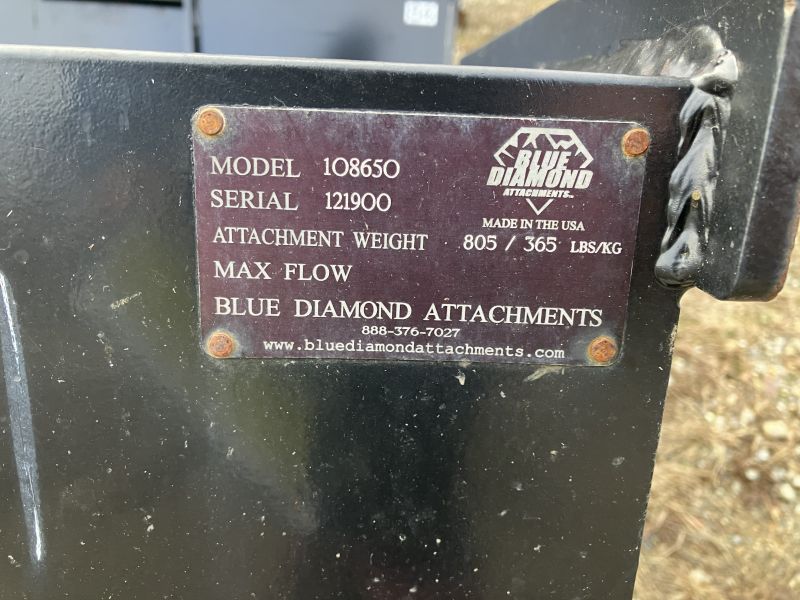 BLUE
DIAMOND
ATTACHMENTS
MADE IN THE USA
MODEL 108650
SERIAL 121900
ATTACHMENT WEIGHT 805 / 365 LBS/KG
MAX FLOW
BLUE DIAMOND ATTACHMENTS
888-376-7027
www.bluediamondattachments.com